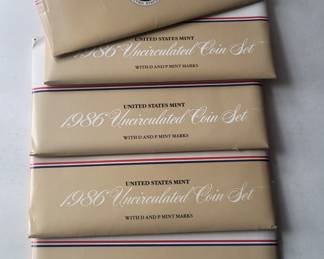 UNITED STATES MINT
1986 Uncirculated Coin Set
WITH D AND P MINT MARKS
UNITED STATES MINT
1986 Uncirculated Coin Set
WITH D AND P MINT MARKS
UNITED STATES MINT
1986 Uncirculated Coin Set
WITH D AND P MINT MARKS